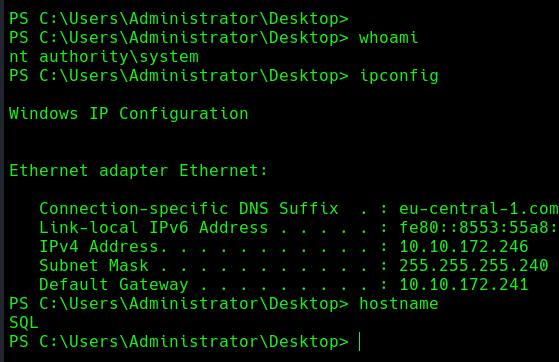 PS C:\Users\Administrator\Desktop>
PS C:\Users\Administrator\Desktop> whoami
nt authority\system
PS C:\Users\Administrator\Desktop> ipconfig
Windows IP Configuration
Ethernet adapter Ethernet:
Connection-specific DNS Suffix . : eu-central-1.com
Link-local IPv6 Address . . . . . : fe80::8553:55a8:
IPv4 Address. . . . . . . . . . . : 10.10.172.246
Subnet Mask . . . . . . . . . . . : 255.255.255.240
Default Gateway . . . . . . . . . : 10.10.172.241
PS C:\Users\Administrator\Desktop> hostname
SQL
PS C:\Users\Administrator\Desktop>